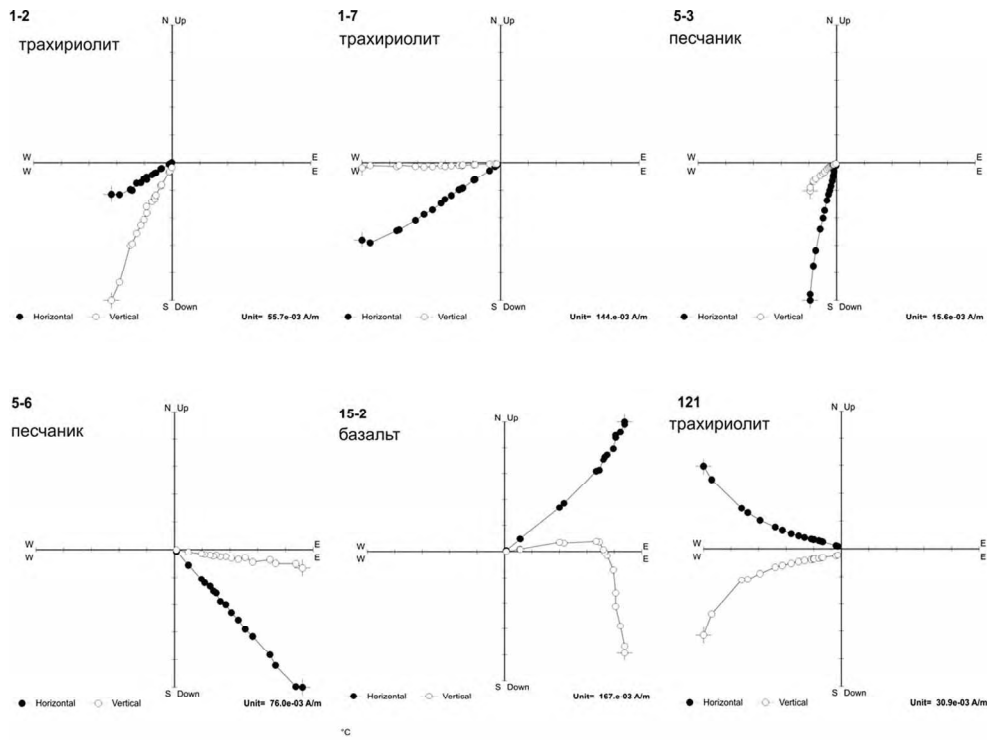 1-2
трахириолит
N Up
W E
W E
S Down
Horizontal Vertical Unit= 55.7e-03 A/m
1-7
трахириолит
N Up
W E
W E
S Down
Horizontal Vertical Unit= 144.e-03 A/m
5-3
песчаник
N Up
W E
W E
S Down
Horizontal Vertical Unit= 15.6e-03 A/m
5-6
песчаник
N Up
W E
W E
S Down
Horizontal Vertical Unit= 76.0e-03 A/m
15-2
базальт
N Up
W E
W E
S Down
Horizontal Vertical Unit= 167.e-03 A/m
121
трахириолит
N Up
W E
W E
S Down
Horizontal Vertical Unit= 30.9e-03 A/m
°C